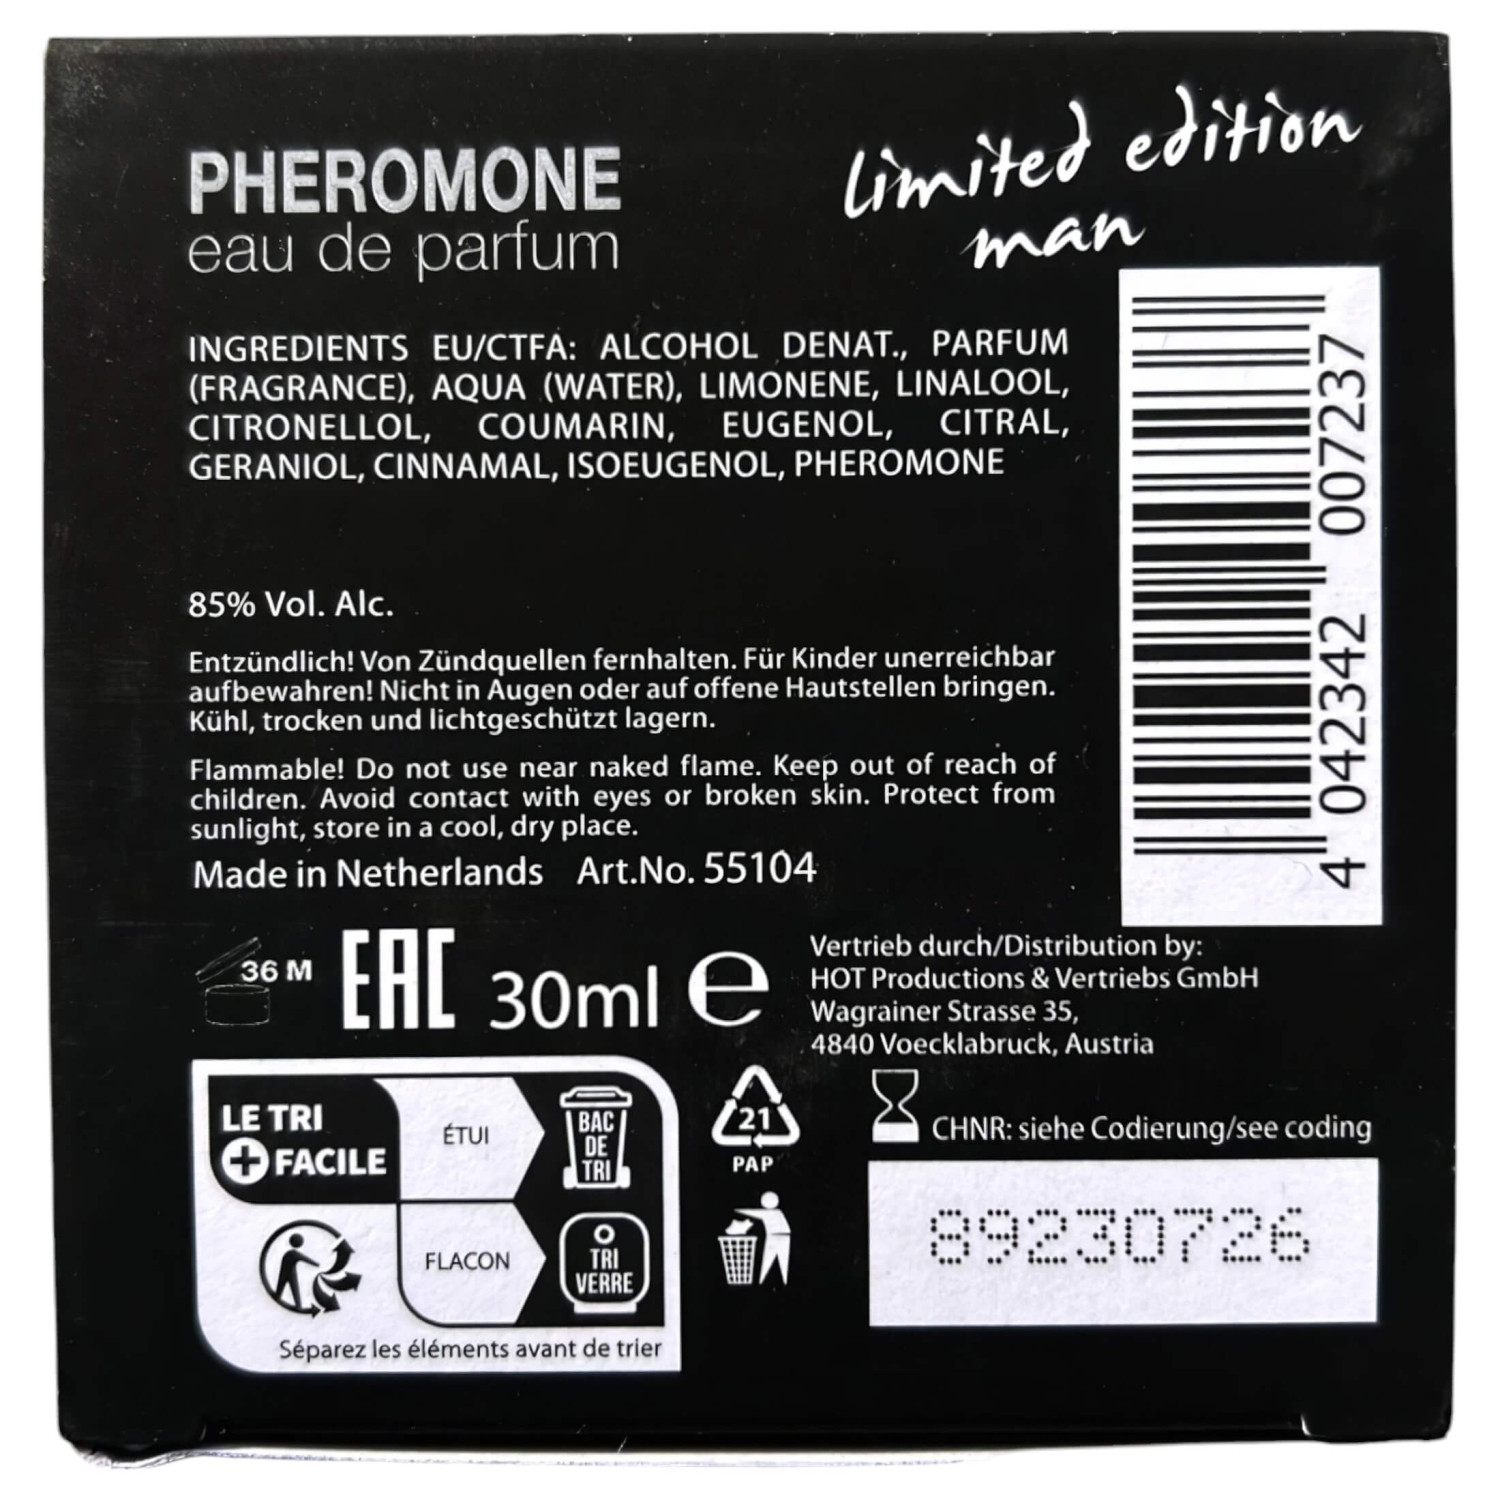 PHEROMONE
eau de parfum
limited edition
man
INGREDIENTS EU/CTFA: ALCOHOL DENAT., PARFUM
(FRAGRANCE), AQUA (WATER), LIMONENE, LINALOOL,
CITRONELLOL, COUMARIN, EUGENOL, CITRAL,
GERANIOL, CINNAMAL, ISOEUGENOL, PHEROMONE
85% Vol. Alc.
Entzündlich! Von Zündquellen fernhalten. Für Kinder unerreichbar
aufbewahren! Nicht in Augen oder auf offene Hautstellen bringen.
Kühl, trocken und lichtgeschützt lagern.
Flammable! Do not use near naked flame. Keep out of reach of
children. Avoid contact with eyes or broken skin. Protect from
sunlight, store in a cool, dry place.
Made in Netherlands Art.No. 55104
4 042342 007237
36 M
EAC
30ml e
Vertrieb durch/Distribution by:
HOT Productions & Vertriebs GmbH
Wagrainer Strasse 35,
4840 Voecklabruck, Austria
LE TRI
+ FACILE
ÉTUI
BAC
DE
TRI
FLACON
TRI
VERRE
Séparez les éléments avant de trier
21
PAP
CHNR: siehe Codierung/see coding
89230726